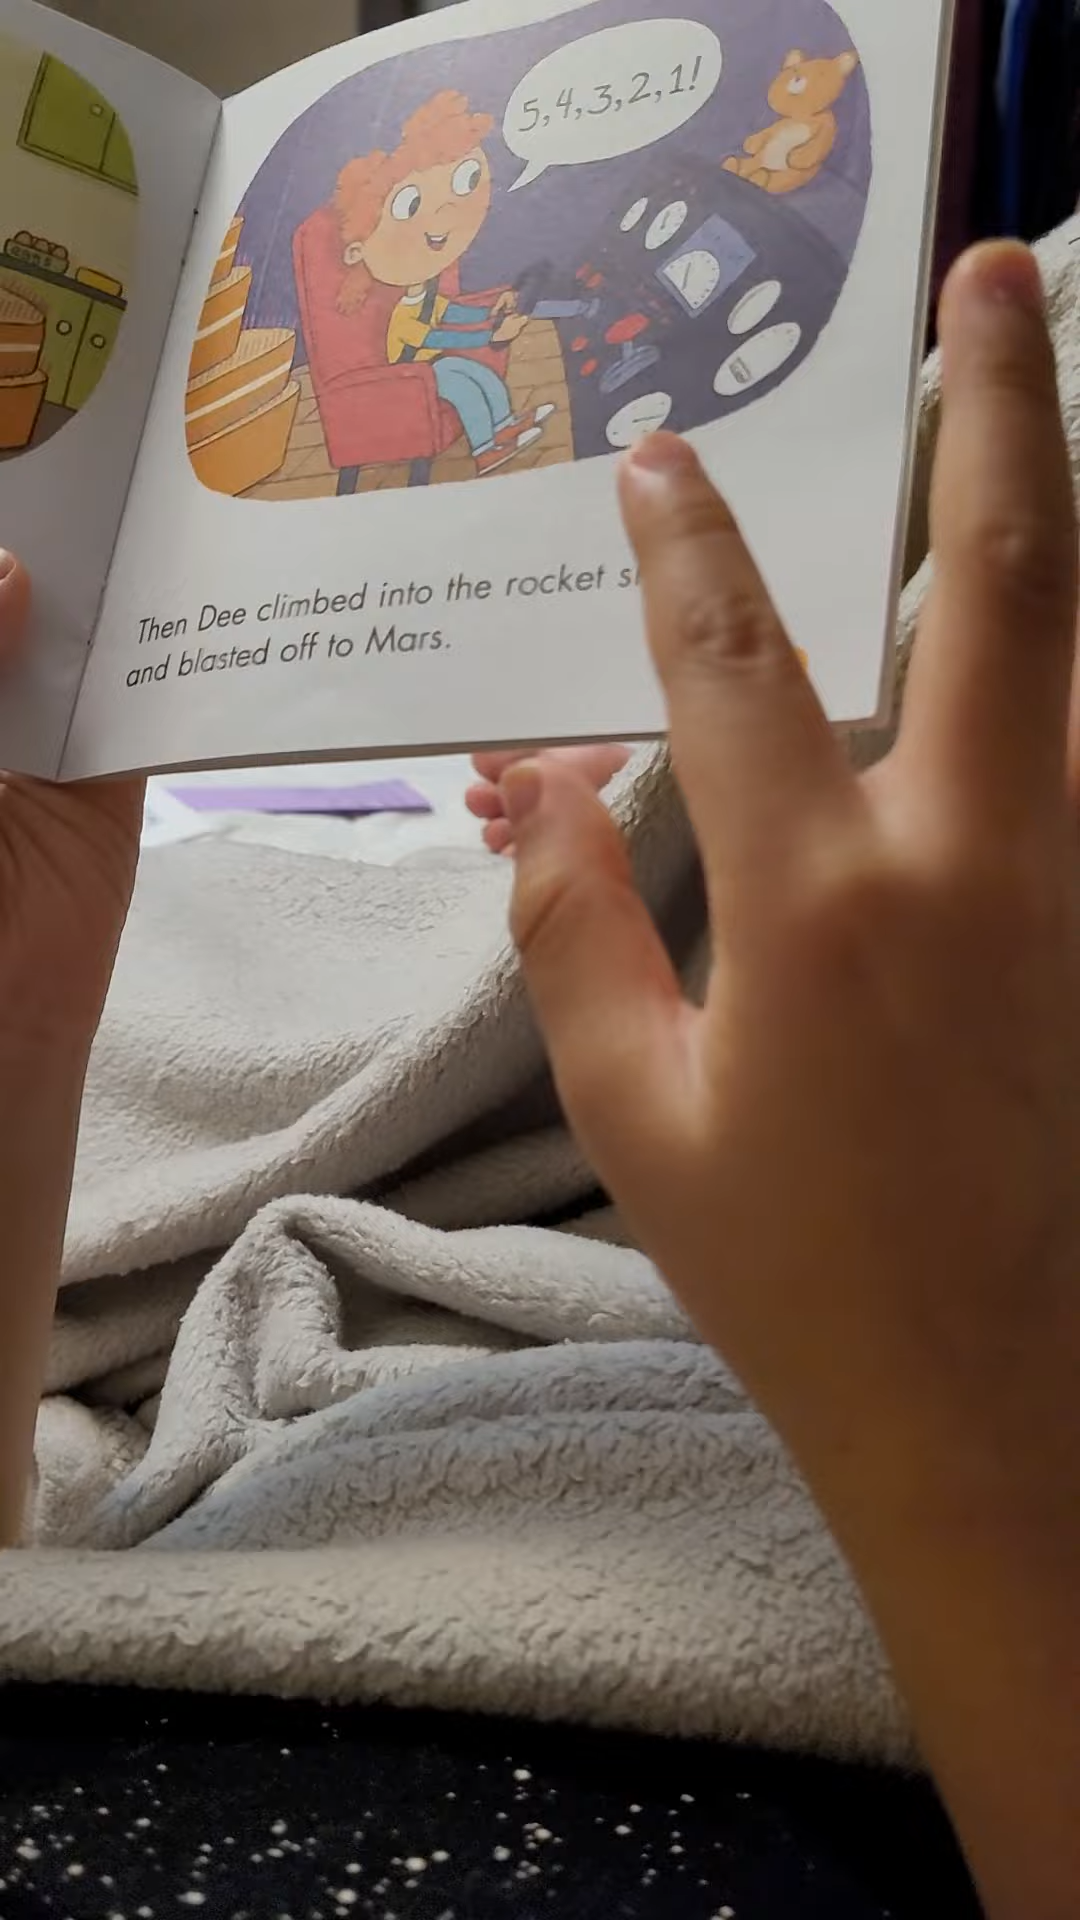 5, 4, 3, 2, 1!
Then Dee climbed into the rocket
and blasted off to Mars.